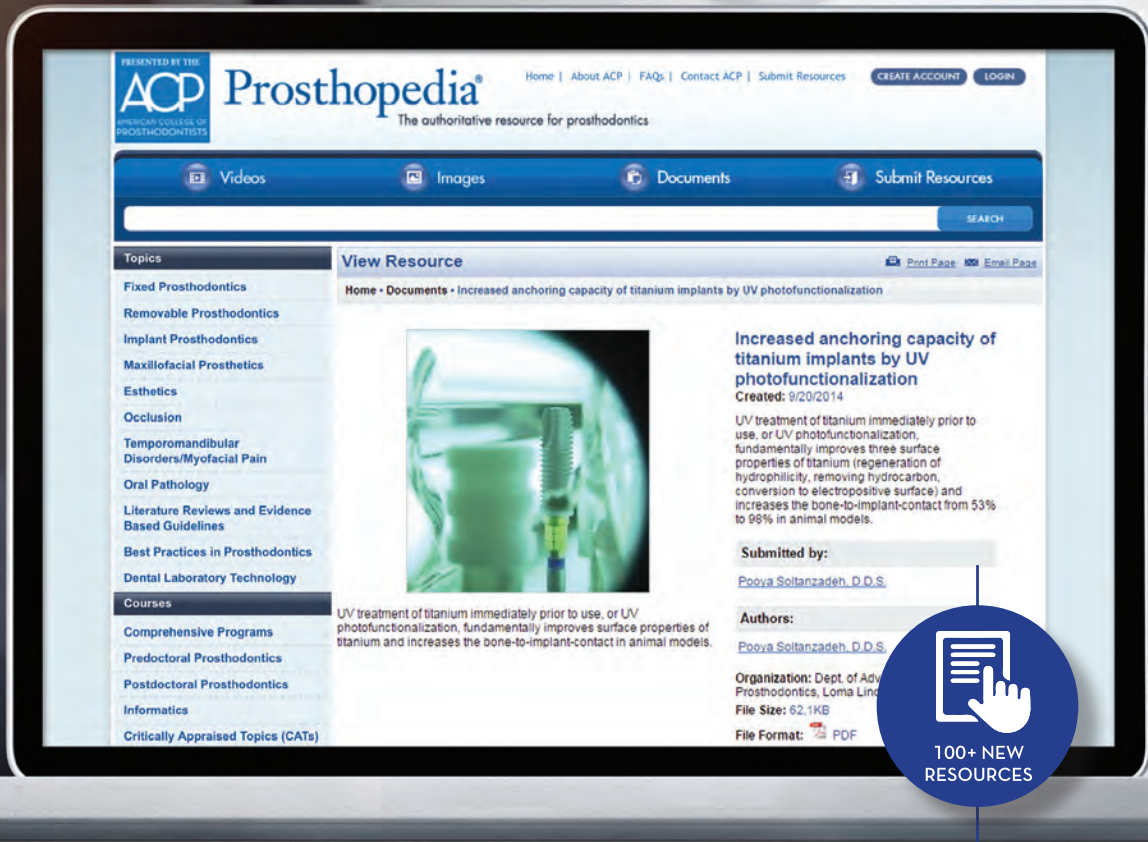 PRESENTED BY THE
ACP
AMERICAN COLLEGE OF
PROSTHODONTISTS
Prosthopedia®
The authoritative resource for prosthodontics
Home | About ACP | FAQs | Contact ACP | Submit Resources
CREATE ACCOUNT
LOGIN
Videos
Images
Documents
Submit Resources
SEARCH
Topics
Fixed Prosthodontics
Removable Prosthodontics
Implant Prosthodontics
Maxillofacial Prosthetics
Esthetics
Occlusion
Temporomandibular
Disorders/Myofacial Pain
Oral Pathology
Literature Reviews and Evidence
Based Guidelines
Best Practices in Prosthodontics
Dental Laboratory Technology
Courses
Comprehensive Programs
Predoctoral Prosthodontics
Postdoctoral Prosthodontics
Informatics
Critically Appraised Topics (CATs)
View Resource
Print Page
Email Page
Home • Documents • Increased anchoring capacity of titanium implants by UV photofunctionalization
UV treatment of titanium immediately prior to use, or UV
photofunctionalization, fundamentally improves surface properties of
titanium and increases the bone-to-implant-contact in animal models.
Increased anchoring capacity of
titanium implants by UV
photofunctionalization
Created: 9/20/2014
UV treatment of titanium immediately prior to
use, or UV photofunctionalization,
fundamentally improves three surface
properties of titanium (regeneration of
hydrophilicity, removing hydrocarbon,
conversion to electropositive surface) and
increases the bone-to-implant-contact from 53%
to 98% in animal models.
Submitted by:
Pooya Soltanzadeh, D.D.S.
Authors:
Pooya Soltanzadeh, D.D.S.
Organization: Dept. of Adv
Prosthodontics, Loma Lind
File Size: 62.1KB
File Format: PDF
100+ NEW
RESOURCES